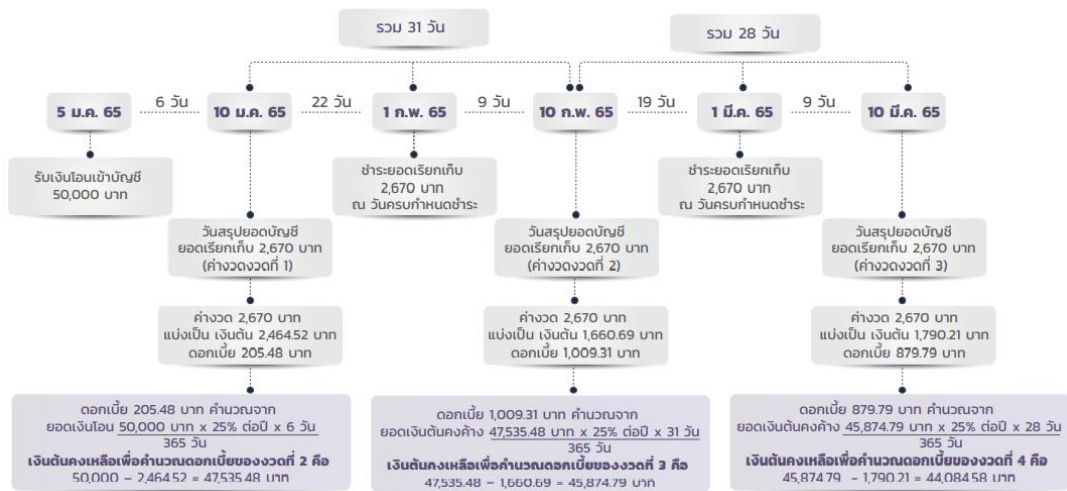 รวม 31 วัน
รวม 28 วัน
5 ม.ค. 65
6 วัน
10 ม.ค. 65
22 วัน
1 ก.พ. 65
9 วัน
10 ก.พ. 65
19 วัน
1 มี.ค. 65
9 วัน
10 มี.ค. 65
รับเงินโอนเข้าบัญชี
50,000 บาท
ชำระยอดเรียกเก็บ
2,670 บาท
ณ วันครบกำหนดชำระ
ชำระยอดเรียกเก็บ
2,670 บาท
ณ วันครบกำหนดชำระ
วันสรุปยอดบัญชี
ยอดเรียกเก็บ 2,670 บาท
(ค่างวดงวดที่ 1)
วันสรุปยอดบัญชี
ยอดเรียกเก็บ 2,670 บาท
(ค่างวดงวดที่ 2)
วันสรุปยอดบัญชี
ยอดเรียกเก็บ 2,670 บาท
(ค่างวดงวดที่ 3)
ค่างวด 2,670 บาท
แบ่งเป็น เงินต้น 2,464.52 บาท
ดอกเบี้ย 205.48 บาท
ค่างวด 2,670 บาท
แบ่งเป็น เงินต้น 1,660.69 บาท
ดอกเบี้ย 1,009.31 บาท
ค่างวด 2,670 บาท
แบ่งเป็น เงินต้น 1,790.21 บาท
ดอกเบี้ย 879.79 บาท
ดอกเบี้ย 205.48 บาท คำนวณจาก
ยอดเงินโอน 50,000 บาท x 25% ต่อปี x 6 วัน
365 วัน
เงินต้นคงเหลือเพื่อคำนวณดอกเบี้ยของงวดที่ 2 คือ
50,000 – 2,464.52 = 47,535.48 บาท
ดอกเบี้ย 1,009.31 บาท คำนวณจาก
ยอดเงินต้นคงค้าง 47,535.48 บาท x 25% ต่อปี x 31 วัน
365 วัน
เงินต้นคงเหลือเพื่อคำนวณดอกเบี้ยของงวดที่ 3 คือ
47,535.48 – 1,660.69 = 45,874.79 บาท
ดอกเบี้ย 879.79 บาท คำนวณจาก
ยอดเงินต้นคงค้าง 45,874.79 บาท x 25% ต่อปี x 28 วัน
365 วัน
เงินต้นคงเหลือเพื่อคำนวณดอกเบี้ยของงวดที่ 4 คือ
45,874.79 – 1,790.21 = 44,084.58 บาท